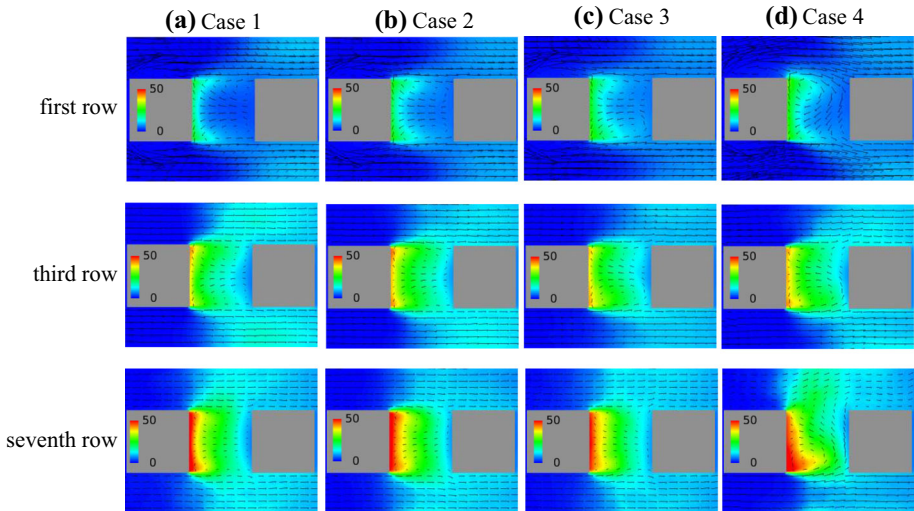 (a) Case 1 (b) Case 2 (c) Case 3 (d) Case 4
first row 50 0 50 0 50 0 50 0
third row 50 0 50 0 50 0 50 0
seventh row 50 0 50 0 50 0 50 0